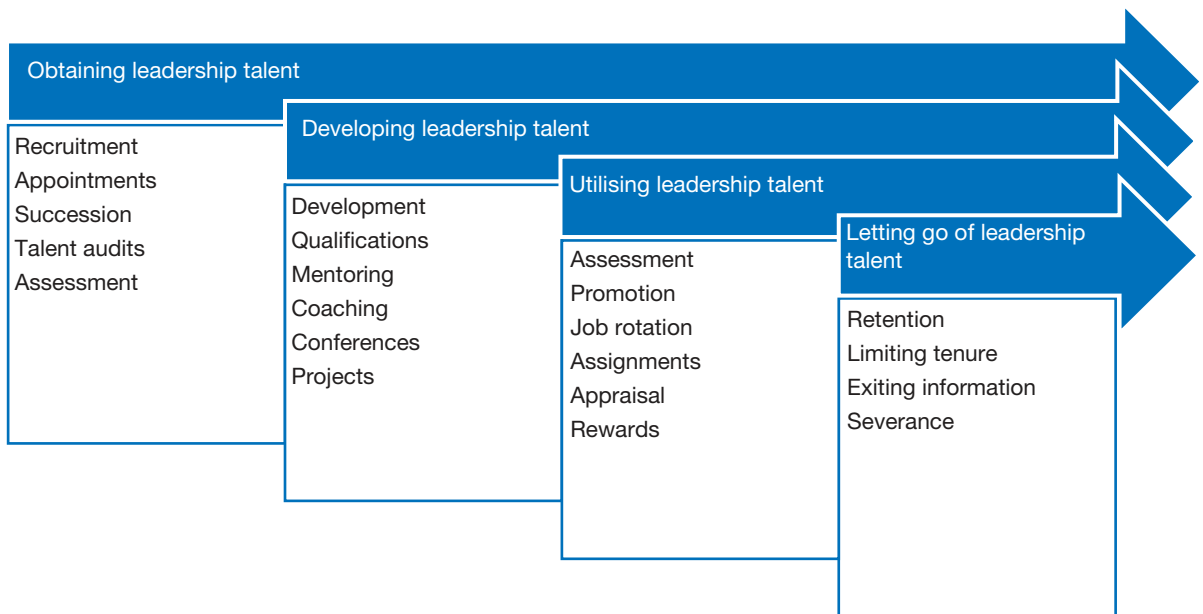 Obtaining leadership talent
Recruitment
Appointments
Succession
Talent audits
Assessment
Developing leadership talent
Development
Qualifications
Mentoring
Coaching
Conferences
Projects
Utilising leadership talent
Assessment
Promotion
Job rotation
Assignments
Appraisal
Rewards
Letting go of leadership
talent
Retention
Limiting tenure
Exiting information
Severance